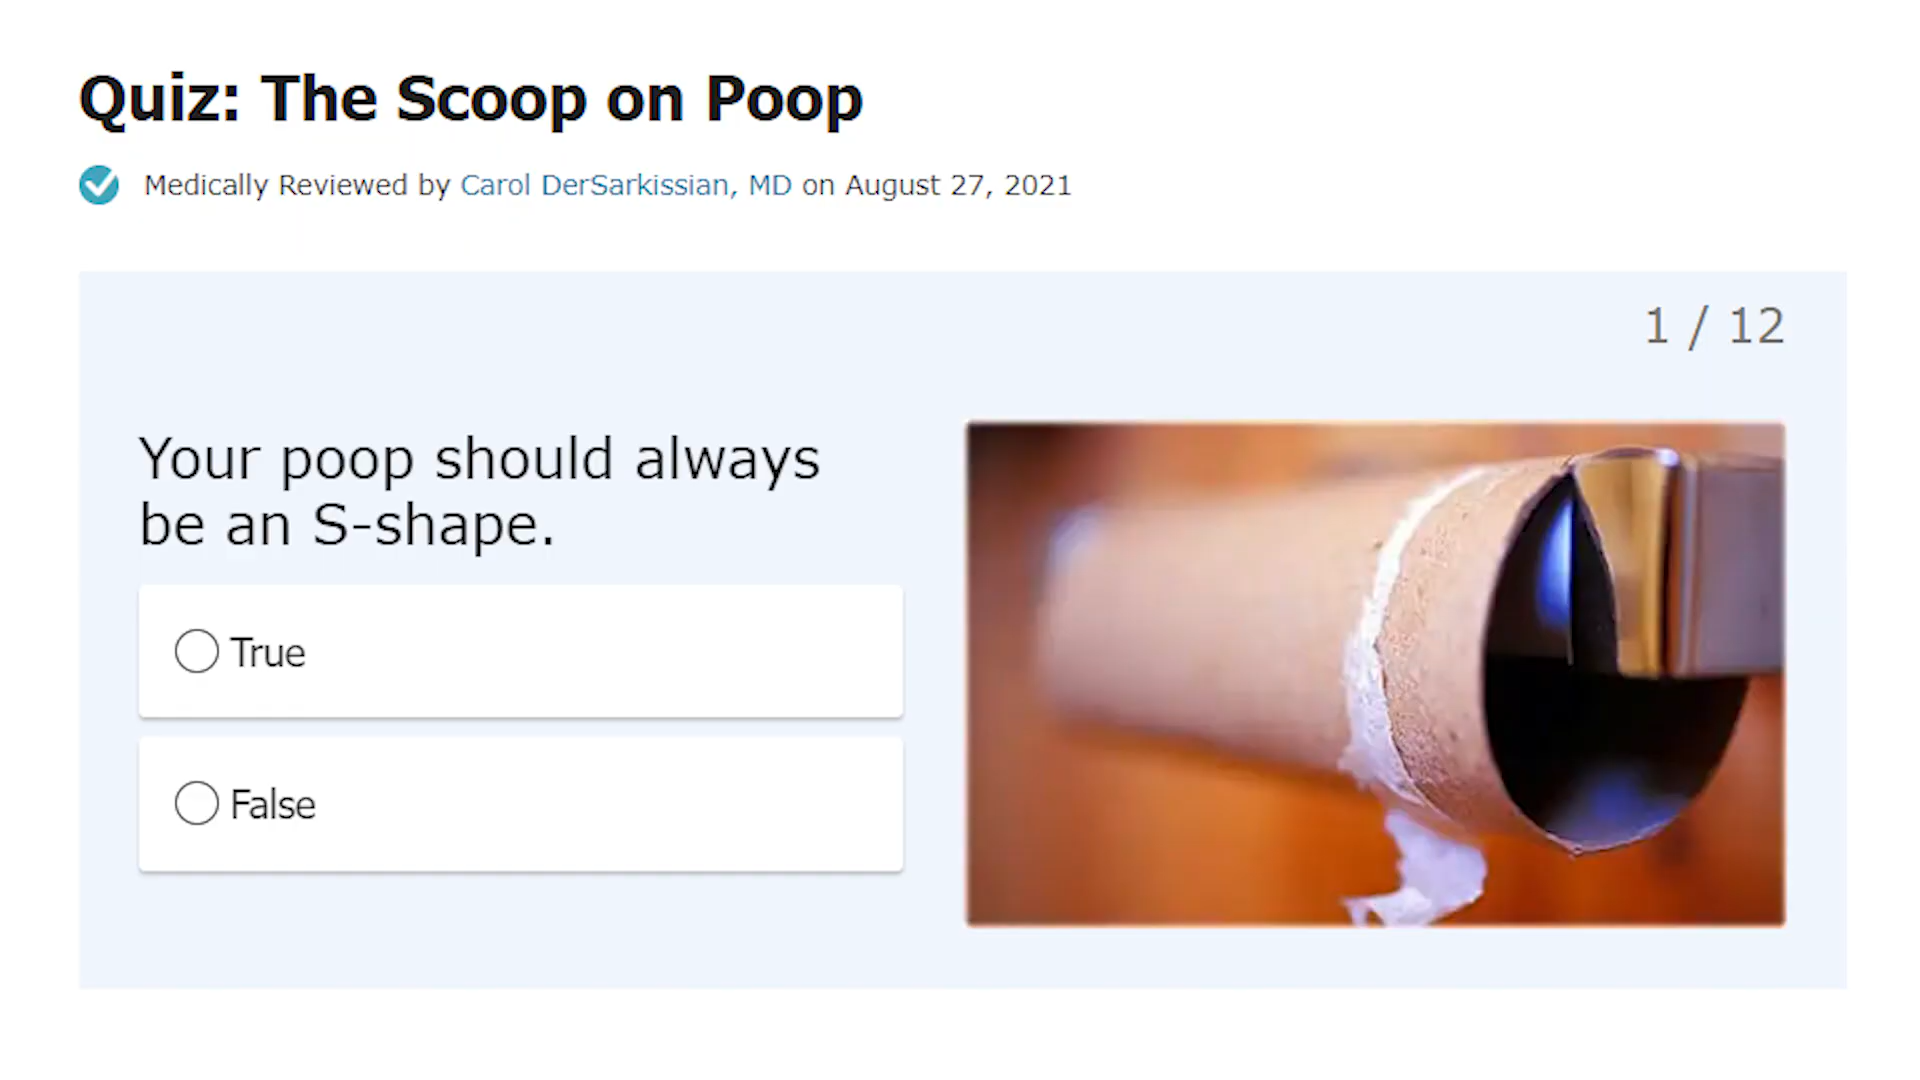 Quiz: The Scoop on Poop
Medically Reviewed by Carol DerSarkissian, MD on August 27, 2021
1 / 12
Your poop should always
be an S-shape.
True
False